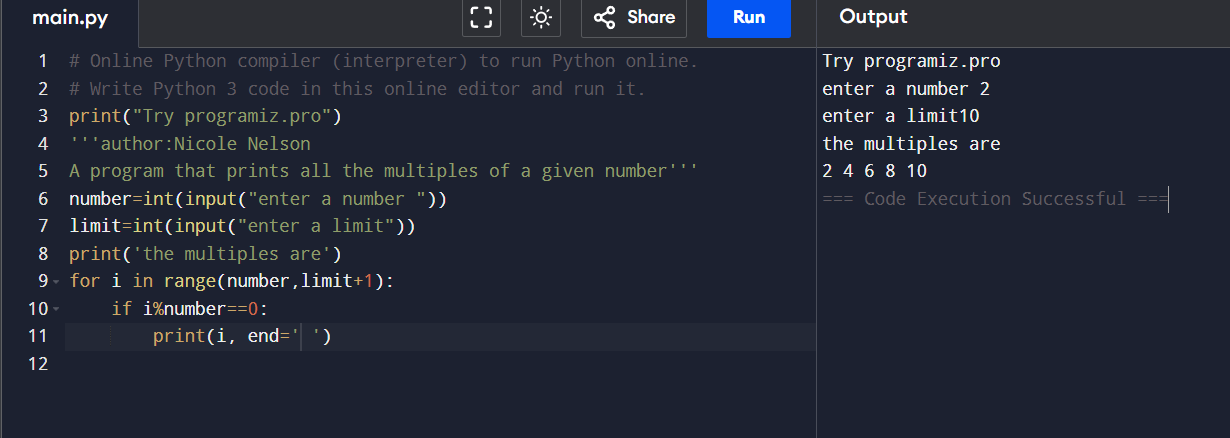 main.py
Share
Run
Output
1 # Online Python compiler (interpreter) to run Python online.
2 # Write Python 3 code in this online editor and run it.
3 print("Try programiz.pro")
4 '''author:Nicole Nelson
5 A program that prints all the multiples of a given number'''
6 number=int(input("enter a number "))
7 limit=int(input("enter a limit"))
8 print('the multiples are')
9 for i in range(number,limit+1):
10     if i%number==0:
11         print(i, end=' ')
12
Try programiz.pro
enter a number 2
enter a limit10
the multiples are
2 4 6 8 10
=== Code Execution Successful ===